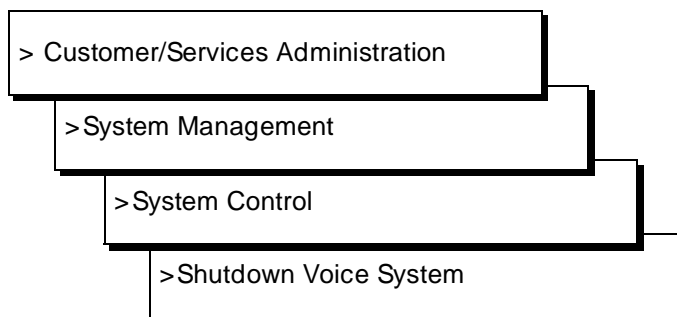 > Customer/Services Administration
>System Management
>System Control
>Shutdown Voice System